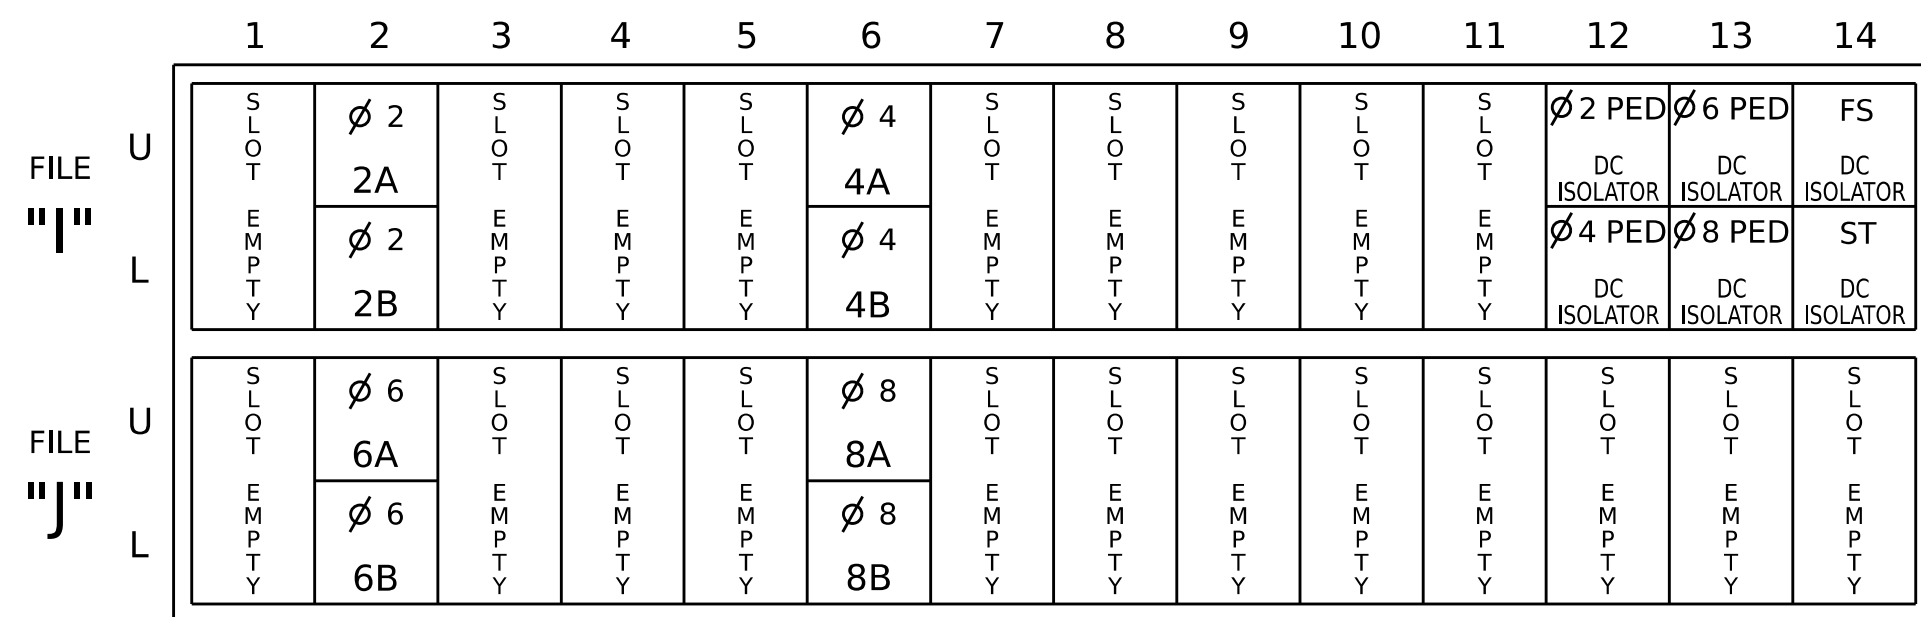 1 2 3 4 5 6 7 8 9 10 11 12 13 14
FILE
"I"
U
L
SLOT EMPTY
∅ 2
2A
∅ 2
2B
SLOT EMPTY
SLOT EMPTY
SLOT EMPTY
∅ 4
4A
∅ 4
4B
SLOT EMPTY
SLOT EMPTY
SLOT EMPTY
SLOT EMPTY
SLOT EMPTY
∅ 2 PED
DC
ISOLATOR
∅ 4 PED
DC
ISOLATOR
∅ 6 PED
DC
ISOLATOR
∅ 8 PED
DC
ISOLATOR
FS
DC
ISOLATOR
ST
DC
ISOLATOR
FILE
"J"
U
L
SLOT EMPTY
∅ 6
6A
∅ 6
6B
SLOT EMPTY
SLOT EMPTY
SLOT EMPTY
∅ 8
8A
∅ 8
8B
SLOT EMPTY
SLOT EMPTY
SLOT EMPTY
SLOT EMPTY
SLOT EMPTY
SLOT EMPTY
SLOT EMPTY
SLOT EMPTY